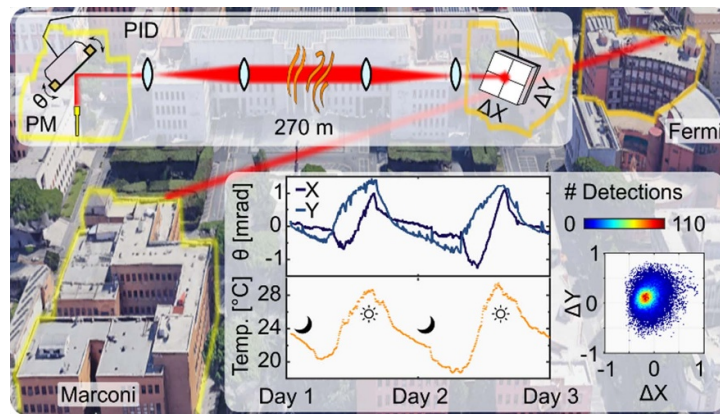 PID
θ
PM
270 m
ΔX
ΔY
Fermi
Marconi
X
Y
θ [mrad]
1
0
-1
Temp. [°C]
28
24
20
Day 1
Day 2
Day 3
# Detections
0
110
ΔY
1
0
-1
-1
0
1
ΔX